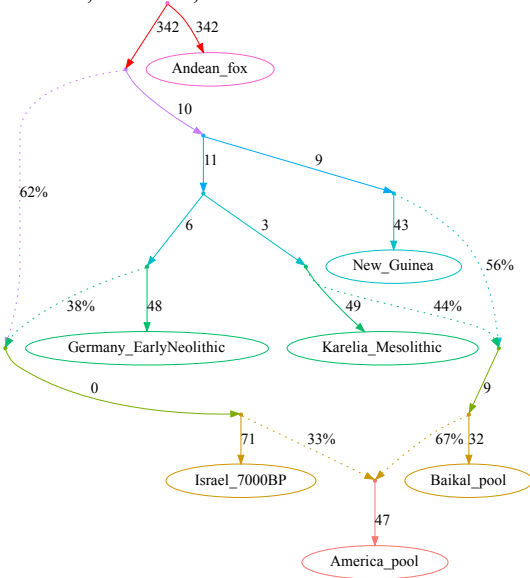 342 342
Andean_fox
10
11 9
62%
6 3
43
New_Guinea
56%
38% 48 49 44%
Germany_EarlyNeolithic Karelia_Mesolithic
0 9
71 33% 67% 32
Israel_7000BP Baikal_pool
47
America_pool